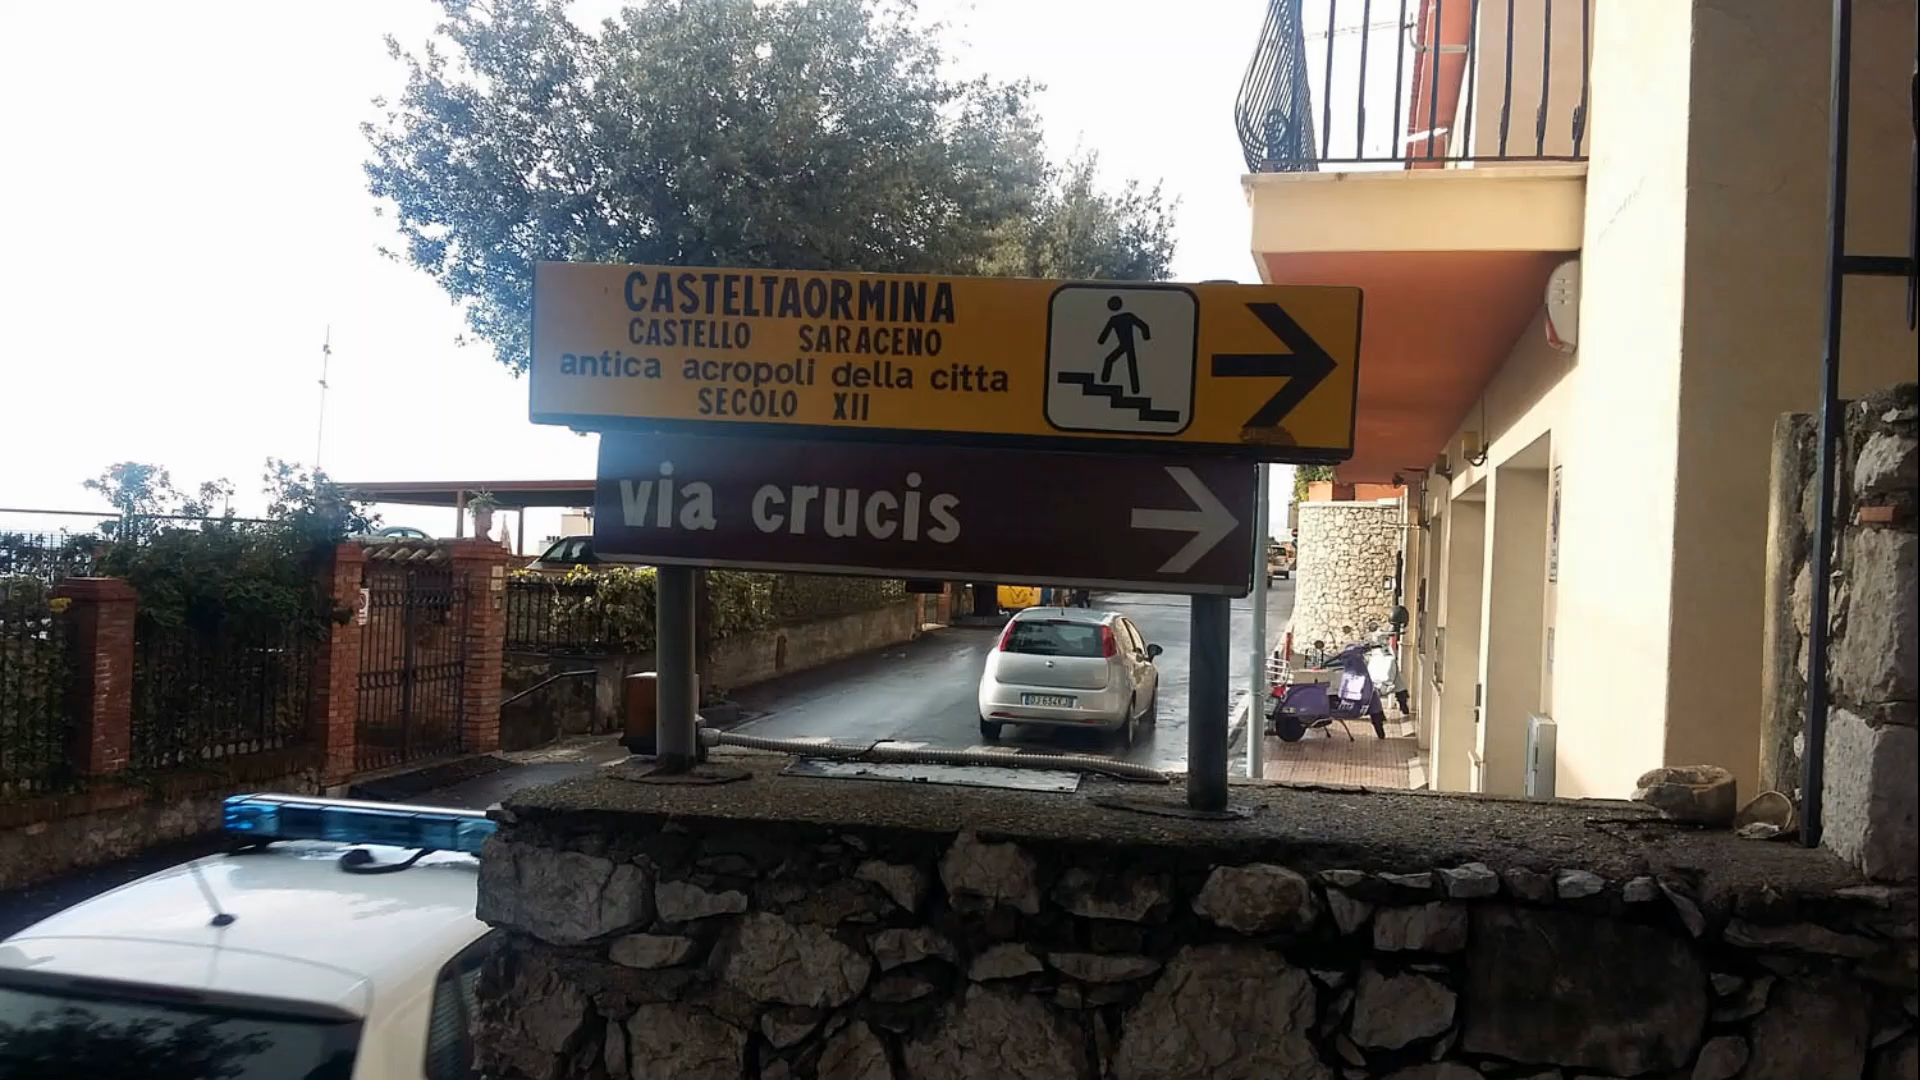 CASTELTAORMINA
CASTELLO SARACENO
antica acropoli della citta
SECOLO XII
via crucis